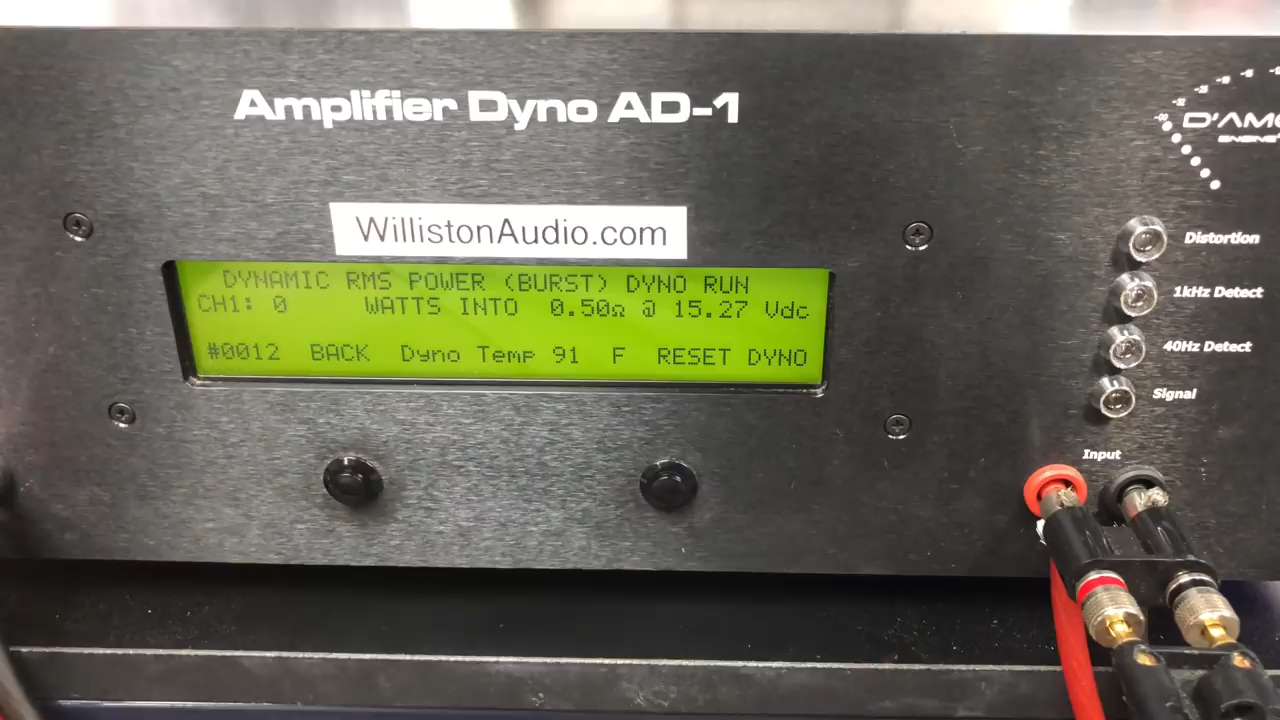 Amplifier Dyno AD-1
WillistonAudio.com
DYNAMIC RMS POWER (BURST) DYNO RUN
CH1: 0 WATTS INTO 0.50Ω @ 15.27 Vdc
#0012 BACK Dyno Temp 91 F RESET DYNO
Distortion
1kHz Detect
40Hz Detect
Signal
Input